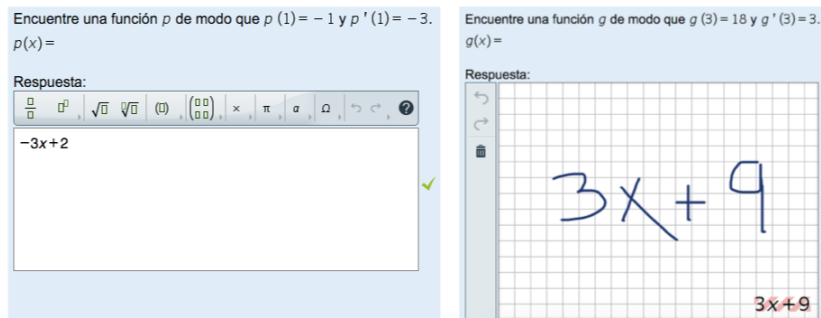 Encuentre una función p de modo que p (1) = − 1 y p ' (1) = − 3.
p(x) =
Respuesta:
√□ ∜□ (□) × π α Ω ?
−3x+2
Encuentre una función g de modo que g (3) = 18 y g ' (3) = 3.
g(x) =
Respuesta:
3x + 9
3x+9